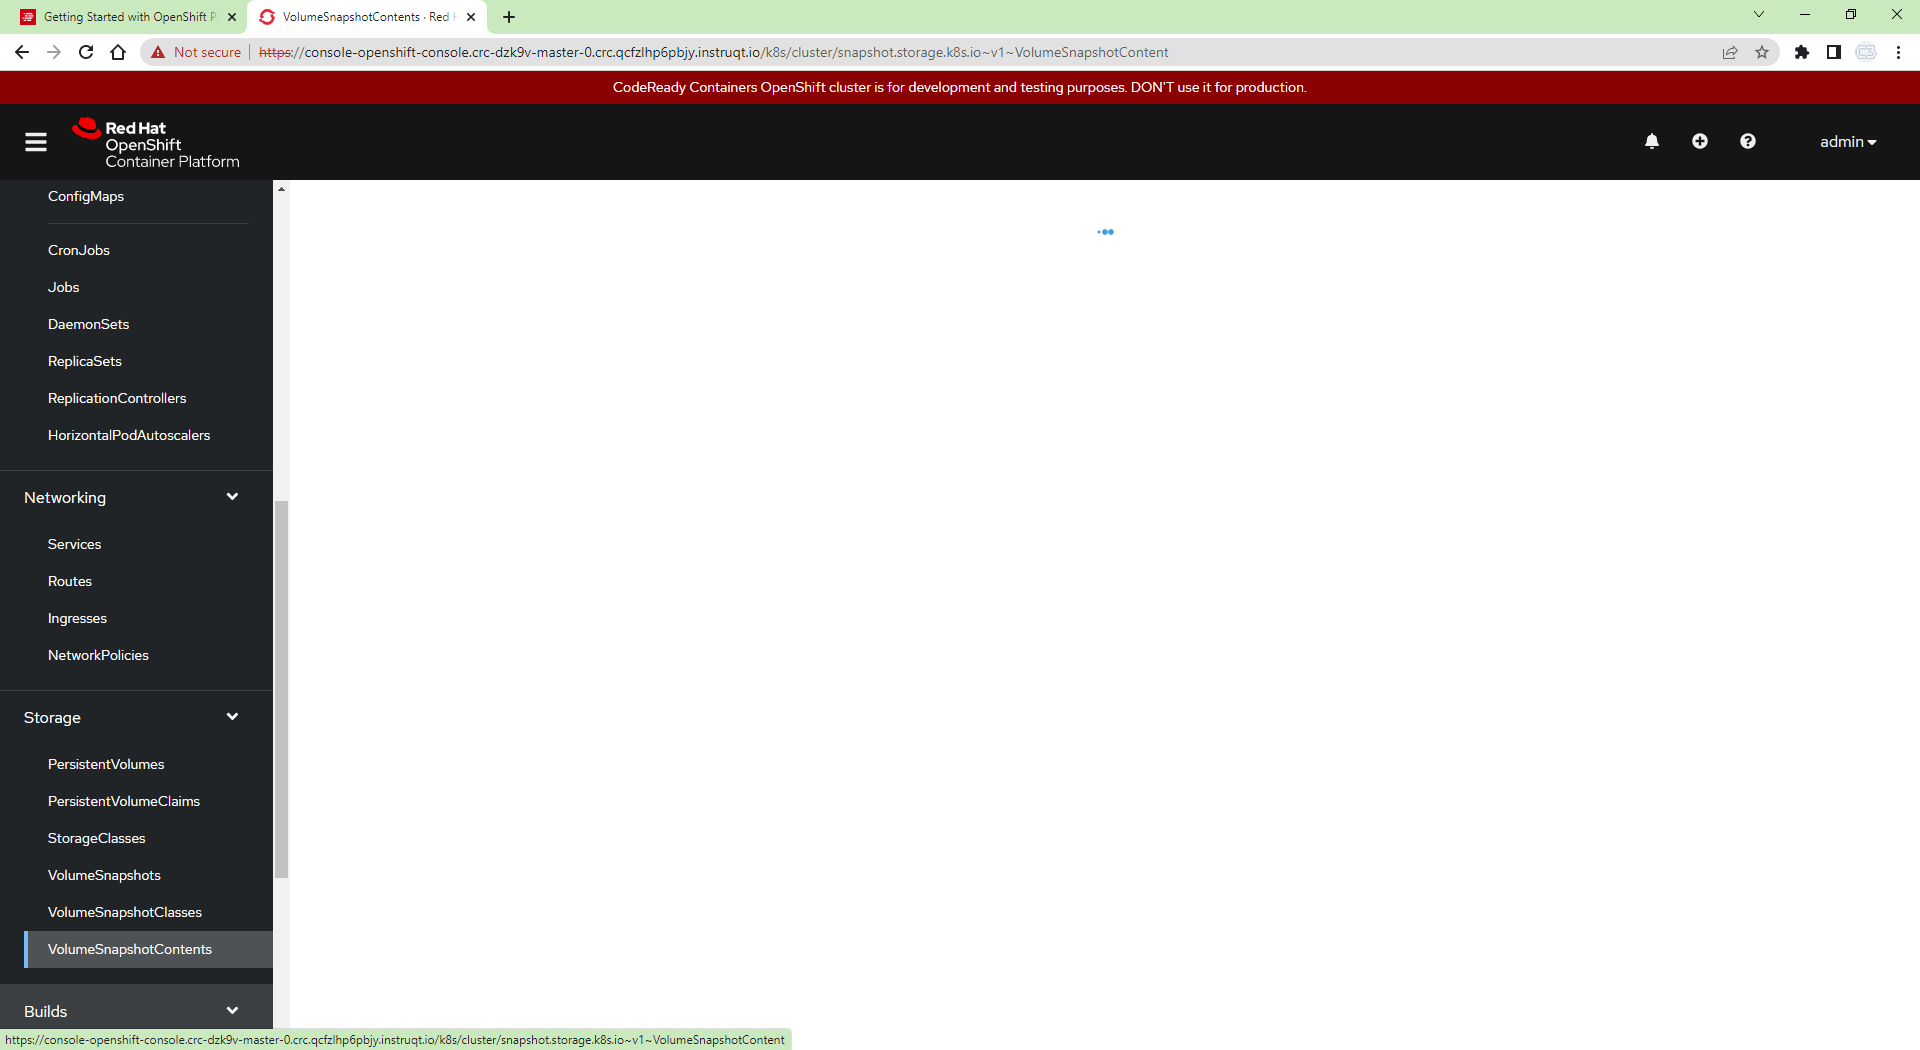 Getting Started with OpenShift P
VolumeSnapshotContents · Red H
Not secure
https://console-openshift-console.crc-dzk9v-master-0.crc.qcfzlhp6pbjy.instruqt.io/k8s/cluster/snapshot.storage.k8s.io~v1~VolumeSnapshotContent
CodeReady Containers OpenShift cluster is for development and testing purposes. DON'T use it for production.
Red Hat
OpenShift
Container Platform
admin
ConfigMaps
CronJobs
Jobs
DaemonSets
ReplicaSets
ReplicationControllers
HorizontalPodAutoscalers
Networking
Services
Routes
Ingresses
NetworkPolicies
Storage
PersistentVolumes
PersistentVolumeClaims
StorageClasses
VolumeSnapshots
VolumeSnapshotClasses
VolumeSnapshotContents
Builds
https://console-openshift-console.crc-dzk9v-master-0.crc.qcfzlhp6pbjy.instruqt.io/k8s/cluster/snapshot.storage.k8s.io~v1~VolumeSnapshotContent